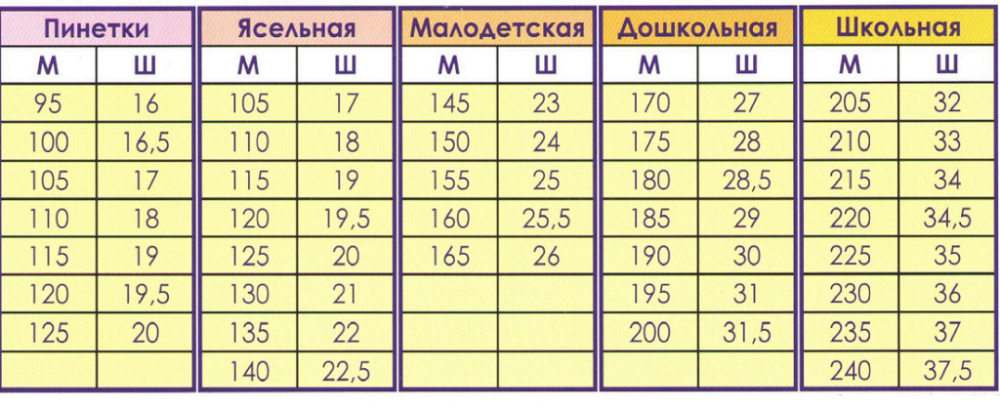 Пинетки Ясельная Малодетская Дошкольная Школьная
М Ш М Ш М Ш М Ш М Ш
95 16 105 17 145 23 170 27 205 32
100 16,5 110 18 150 24 175 28 210 33
105 17 115 19 155 25 180 28,5 215 34
110 18 120 19,5 160 25,5 185 29 220 34,5
115 19 125 20 165 26 190 30 225 35
120 19,5 130 21 195 31 230 36
125 20 135 22 200 31,5 235 37
140 22,5 240 37,5